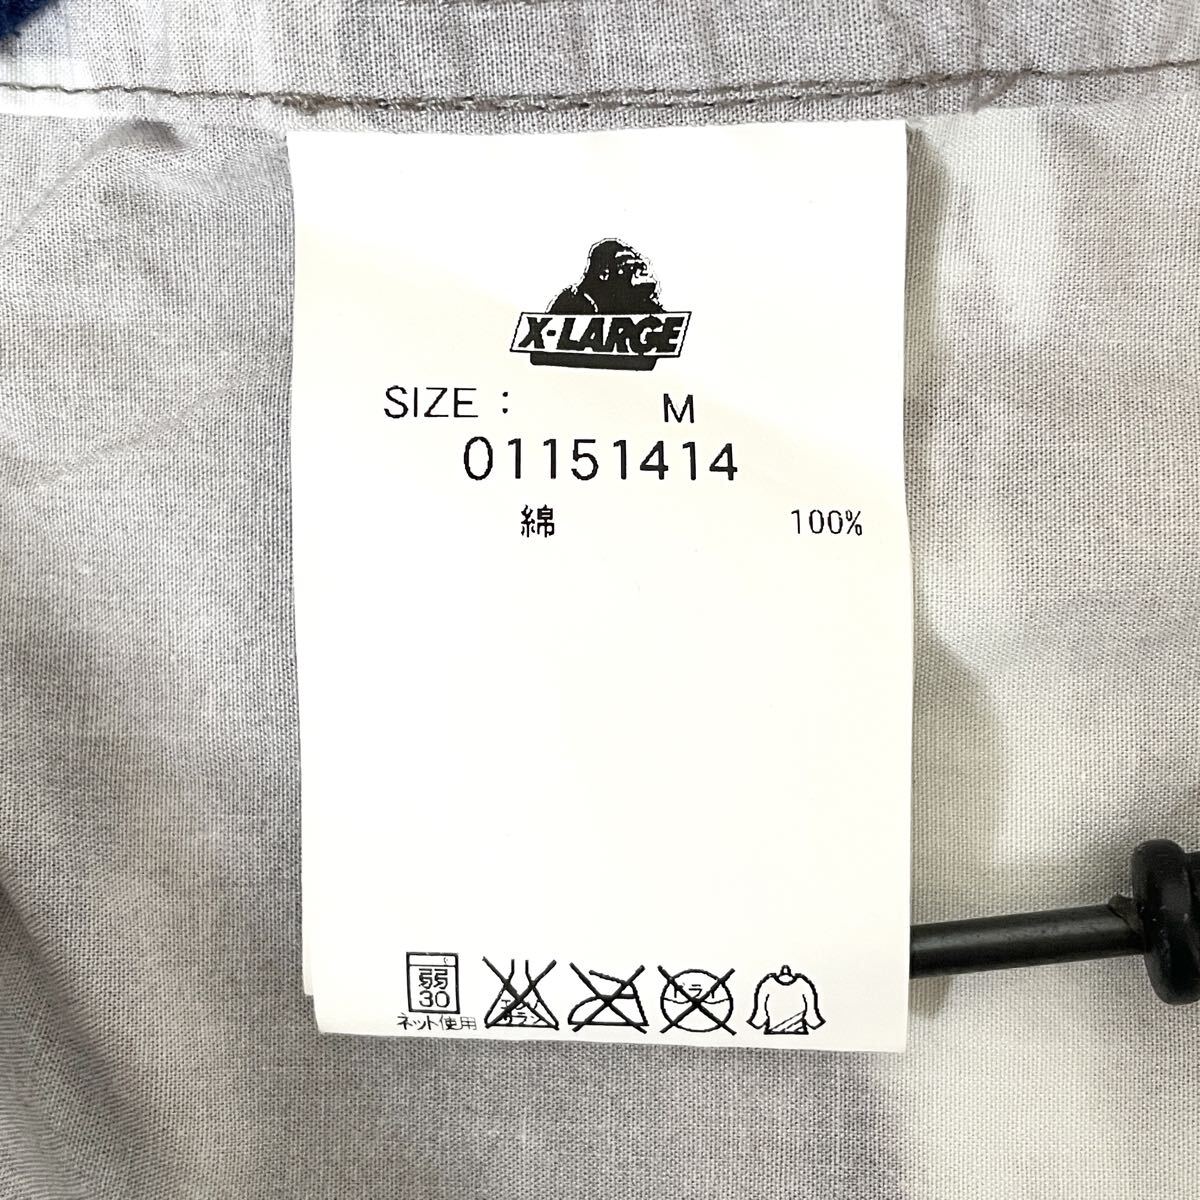 X-LARGE
SIZE : M
01151414
綿 100%
弱
30
ネット使用
エンソ
サラシ
ドライ